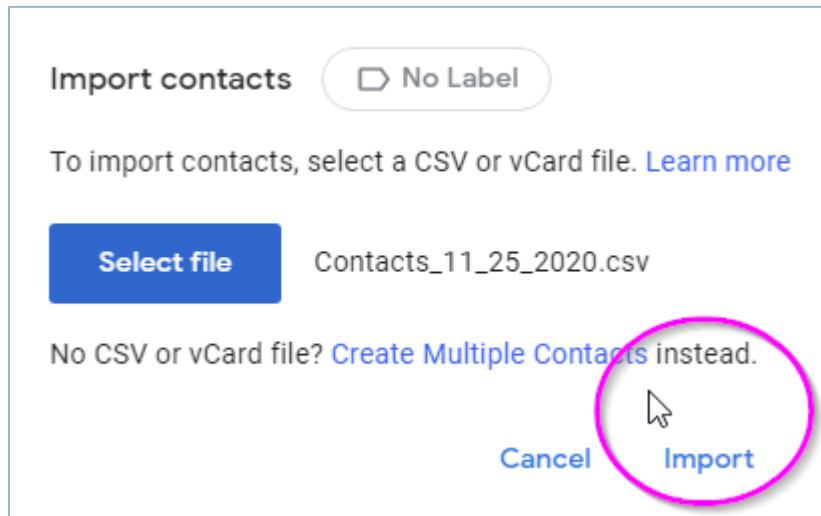 Import contacts No Label
To import contacts, select a CSV or vCard file. Learn more
Select file Contacts_11_25_2020.csv
No CSV or vCard file? Create Multiple Contacts instead.
Cancel Import